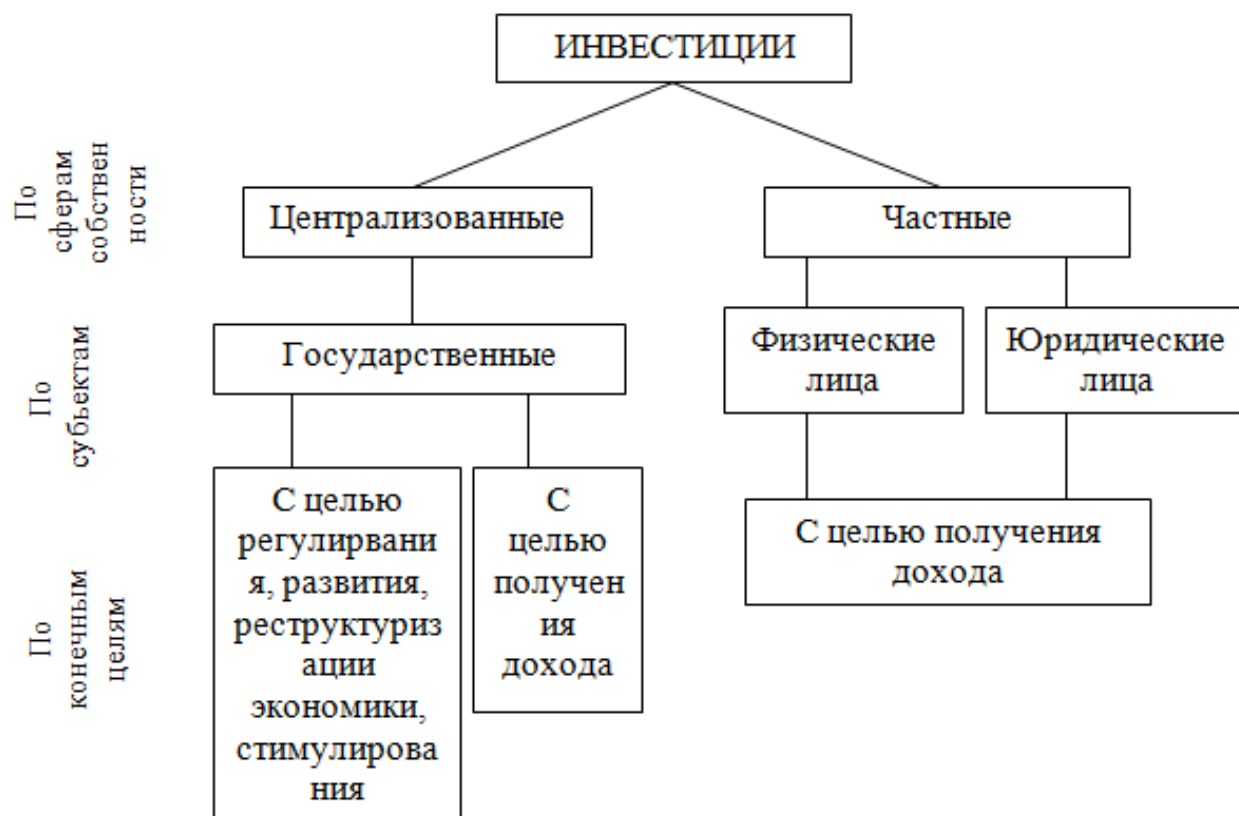 ИНВЕСТИЦИИ
По
сферам
собствен
ности
Централизованные
Частные
По
субъектам
Государственные
Физические
лица
Юридические
лица
По
конечным
целям
С целью
регулирвани
я, развития,
реструктуриз
ации
экономики,
стимулирова
ния
С
целью
получен
ия
дохода
С целью получения
дохода